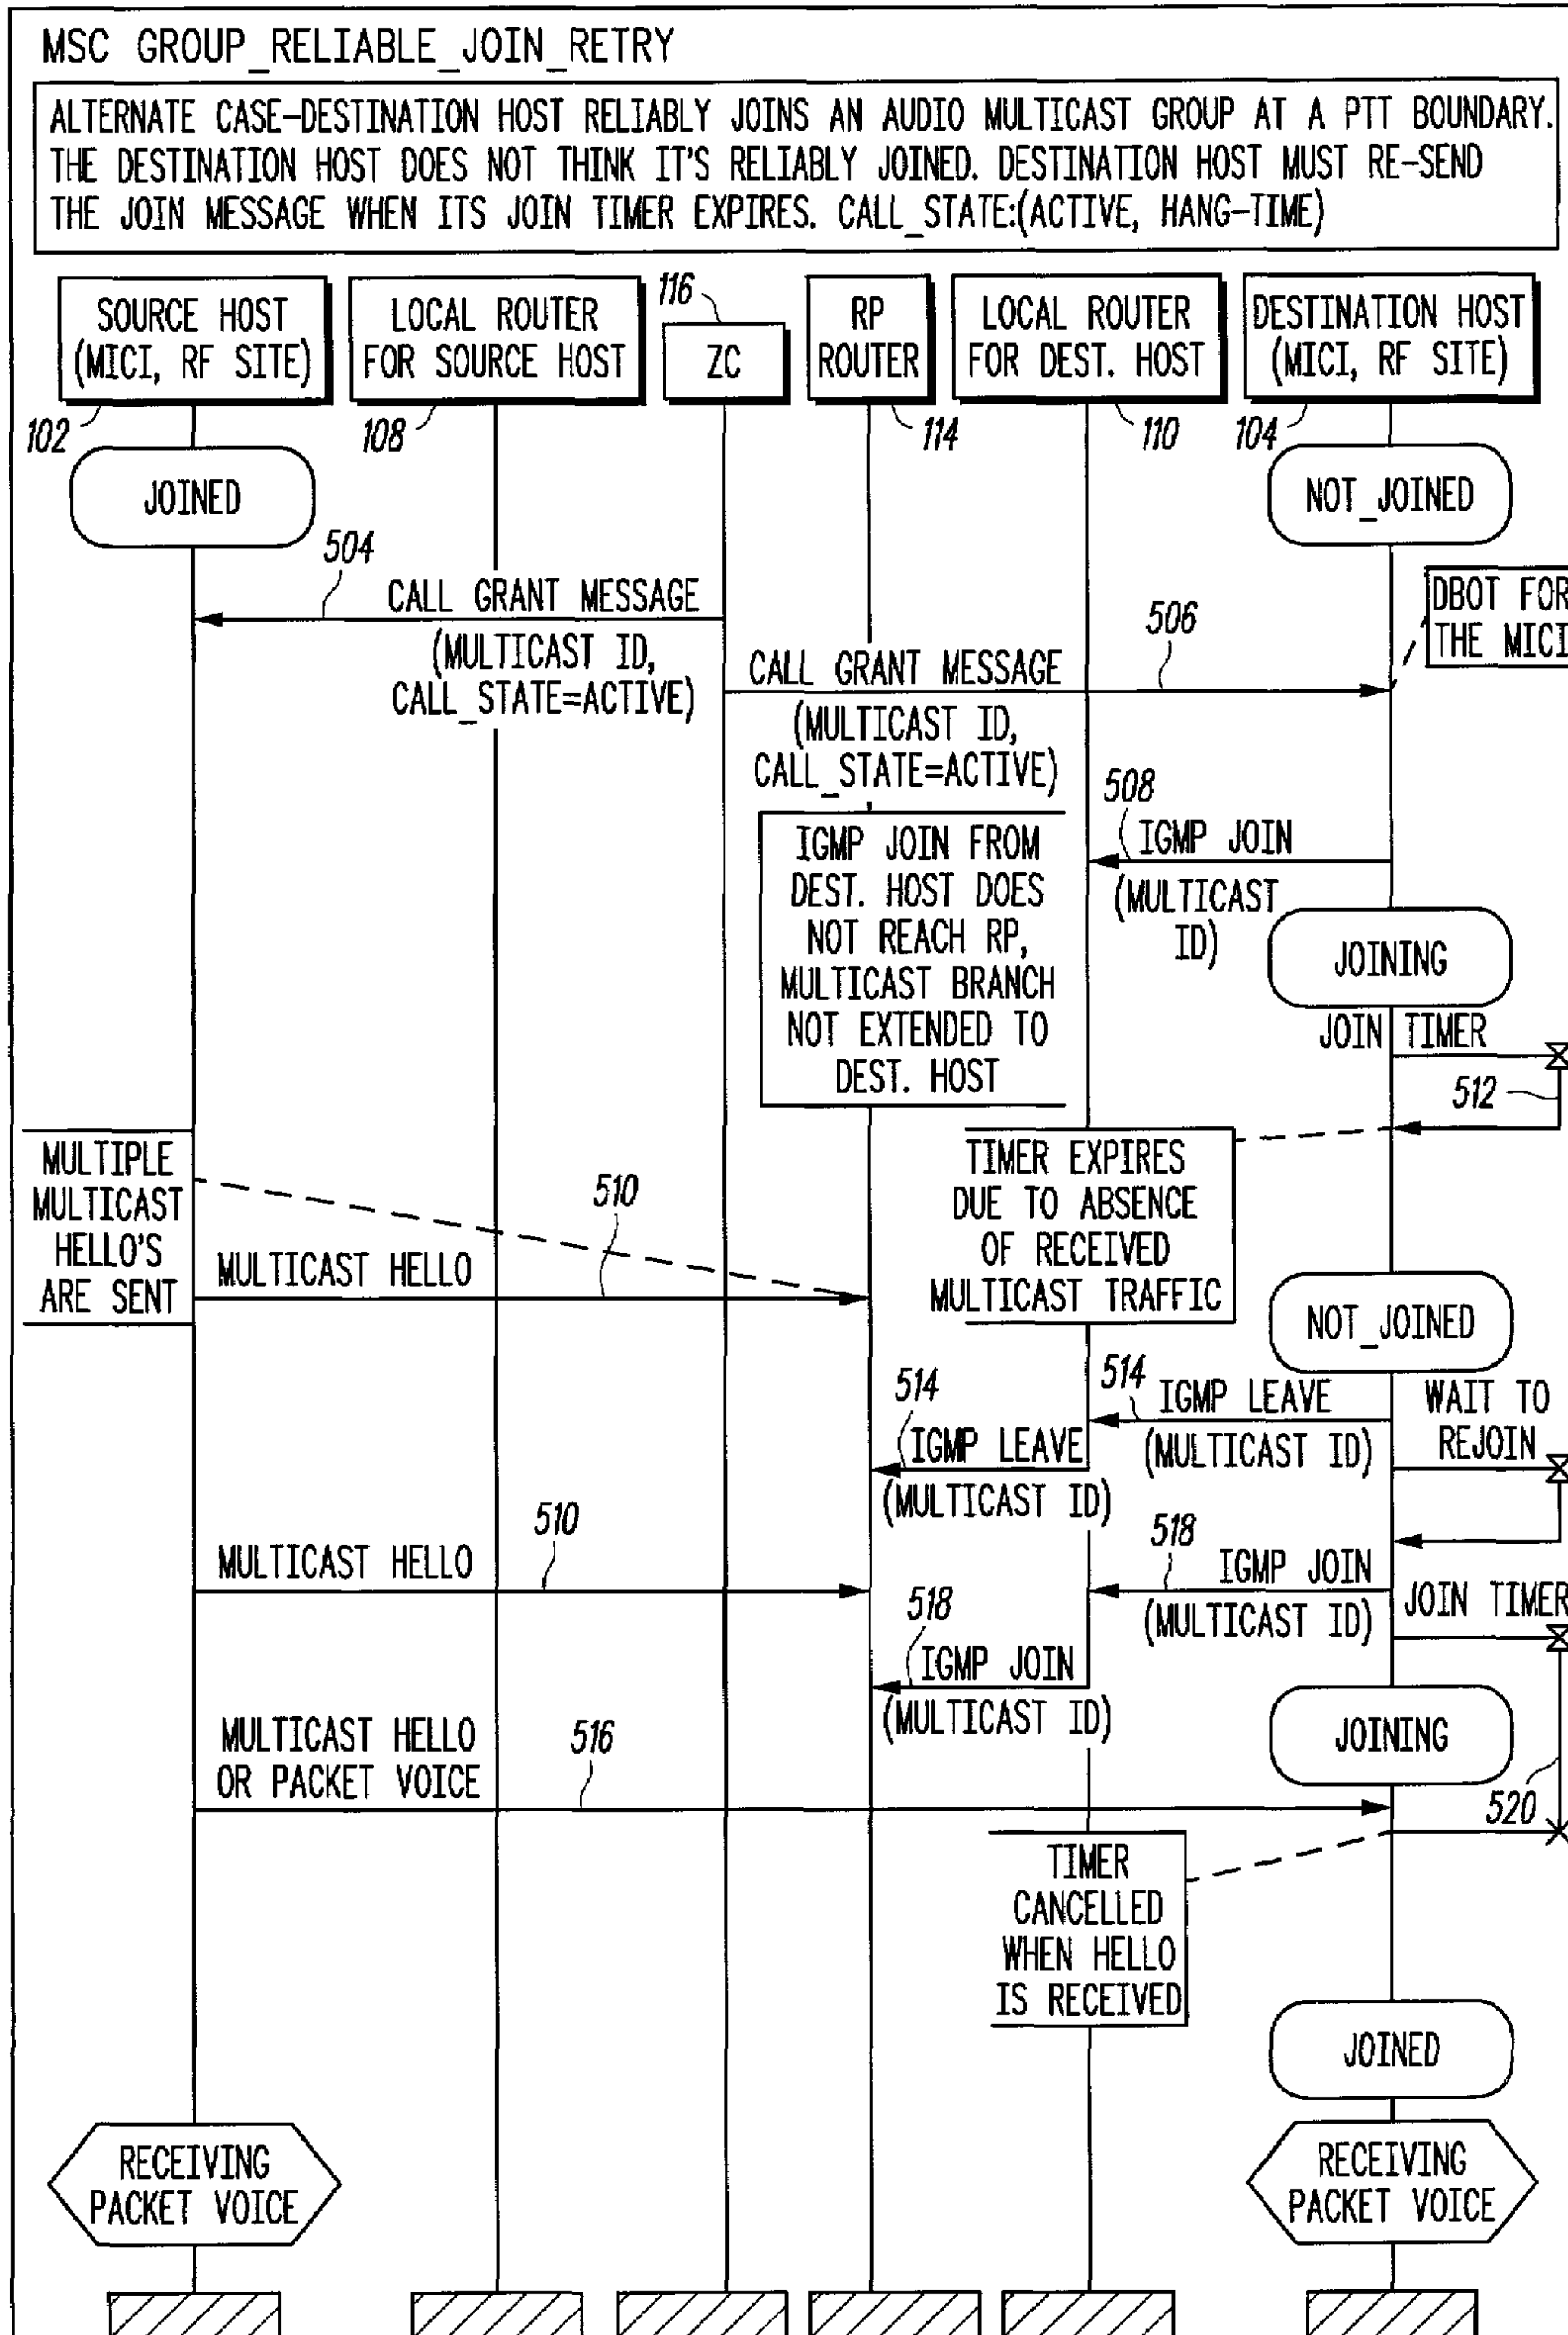 MSC GROUP_RELIABLE_JOIN_RETRY
ALTERNATE CASE-DESTINATION HOST RELIABLY JOINS AN AUDIO MULTICAST GROUP AT A PTT BOUNDARY.
THE DESTINATION HOST DOES NOT THINK IT'S RELIABLY JOINED. DESTINATION HOST MUST RE-SEND
THE JOIN MESSAGE WHEN ITS JOIN TIMER EXPIRES. CALL_STATE:(ACTIVE, HANG-TIME)
SOURCE HOST
(MICI, RF SITE)
102
LOCAL ROUTER
FOR SOURCE HOST
108
116
ZC
RP
ROUTER
114
LOCAL ROUTER
FOR DEST. HOST
110
DESTINATION HOST
(MICI, RF SITE)
104
JOINED
NOT_JOINED
504
CALL GRANT MESSAGE
(MULTICAST ID,
CALL_STATE=ACTIVE)
DBOT FOR
THE MICI
506
CALL GRANT MESSAGE
(MULTICAST ID,
CALL_STATE=ACTIVE)
508
IGMP JOIN
(MULTICAST
ID)
IGMP JOIN FROM
DEST. HOST DOES
NOT REACH RP,
MULTICAST BRANCH
NOT EXTENDED TO
DEST. HOST
JOINING
JOIN TIMER
512
TIMER EXPIRES
DUE TO ABSENCE
OF RECEIVED
MULTICAST TRAFFIC
MULTIPLE
MULTICAST
HELLO'S
ARE SENT
510
MULTICAST HELLO
NOT_JOINED
514
IGMP LEAVE
(MULTICAST ID)
WAIT TO
REJOIN
514
IGMP LEAVE
(MULTICAST ID)
510
MULTICAST HELLO
518
IGMP JOIN
(MULTICAST ID)
JOIN TIMER
518
IGMP JOIN
(MULTICAST ID)
JOINING
MULTICAST HELLO
OR PACKET VOICE
516
520
TIMER
CANCELLED
WHEN HELLO
IS RECEIVED
JOINED
RECEIVING
PACKET VOICE
RECEIVING
PACKET VOICE